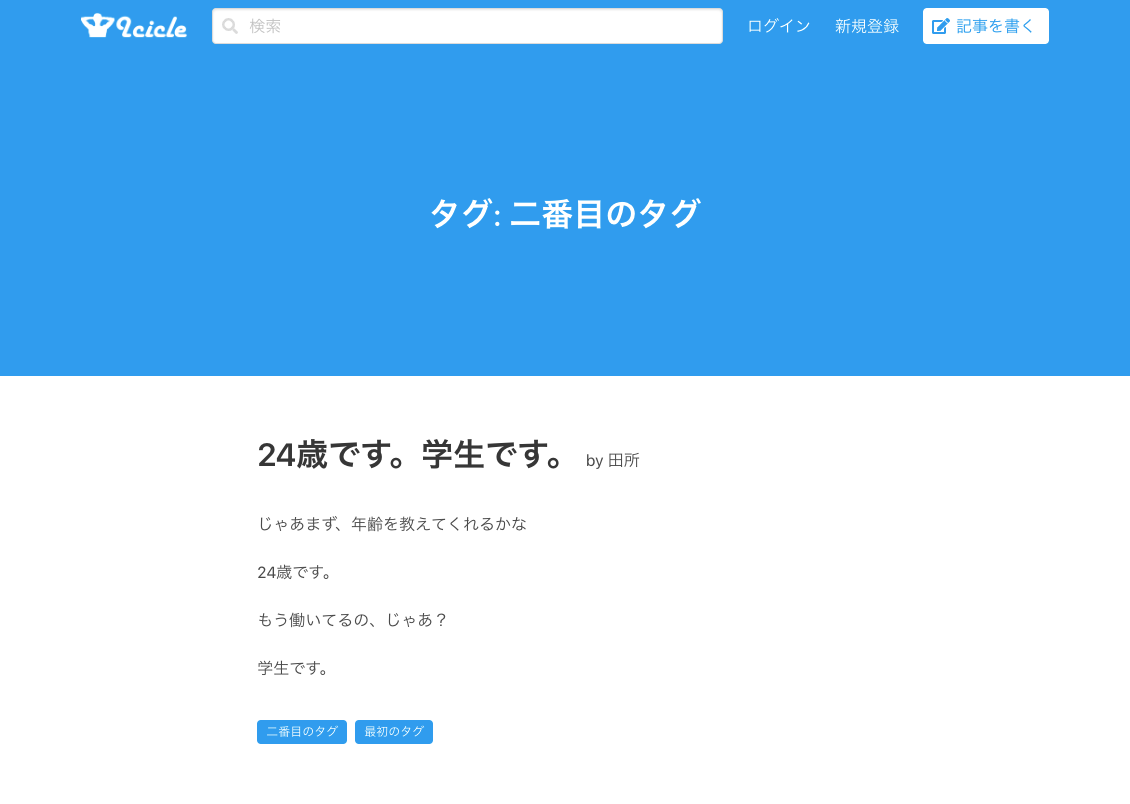 Qcicle
検索
ログイン
新規登録
記事を書く
タグ: 二番目のタグ
24歳です。学生です。 by 田所
じゃあまず、年齢を教えてくれるかな
24歳です。
もう働いてるの、じゃあ？
学生です。
二番目のタグ 最初のタグ